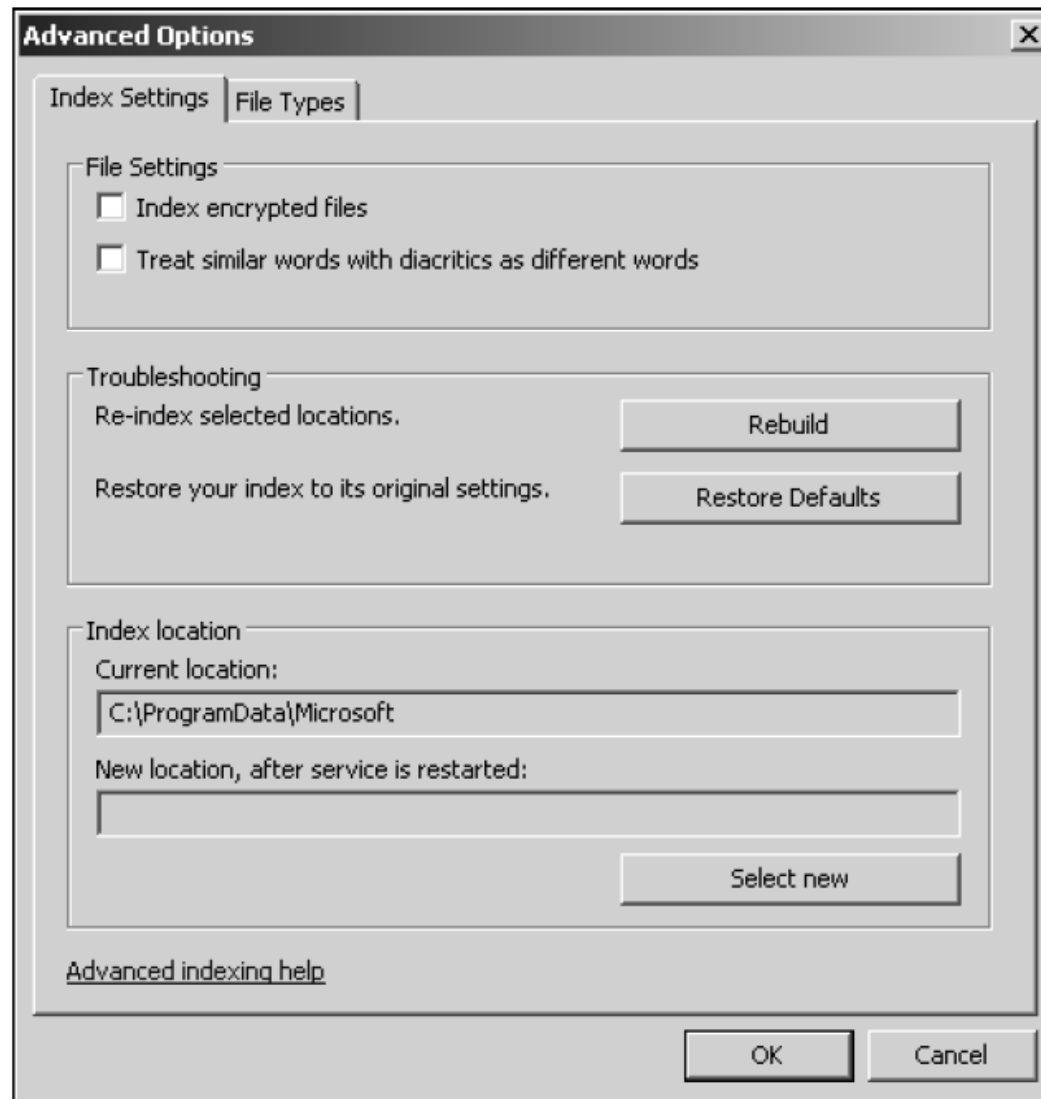 Advanced Options
Index Settings
File Types
File Settings
Index encrypted files
Treat similar words with diacritics as different words
Troubleshooting
Re-index selected locations.
Rebuild
Restore your index to its original settings.
Restore Defaults
Index location
Current location:
C:\ProgramData\Microsoft
New location, after service is restarted:
Select new
Advanced indexing help
OK
Cancel